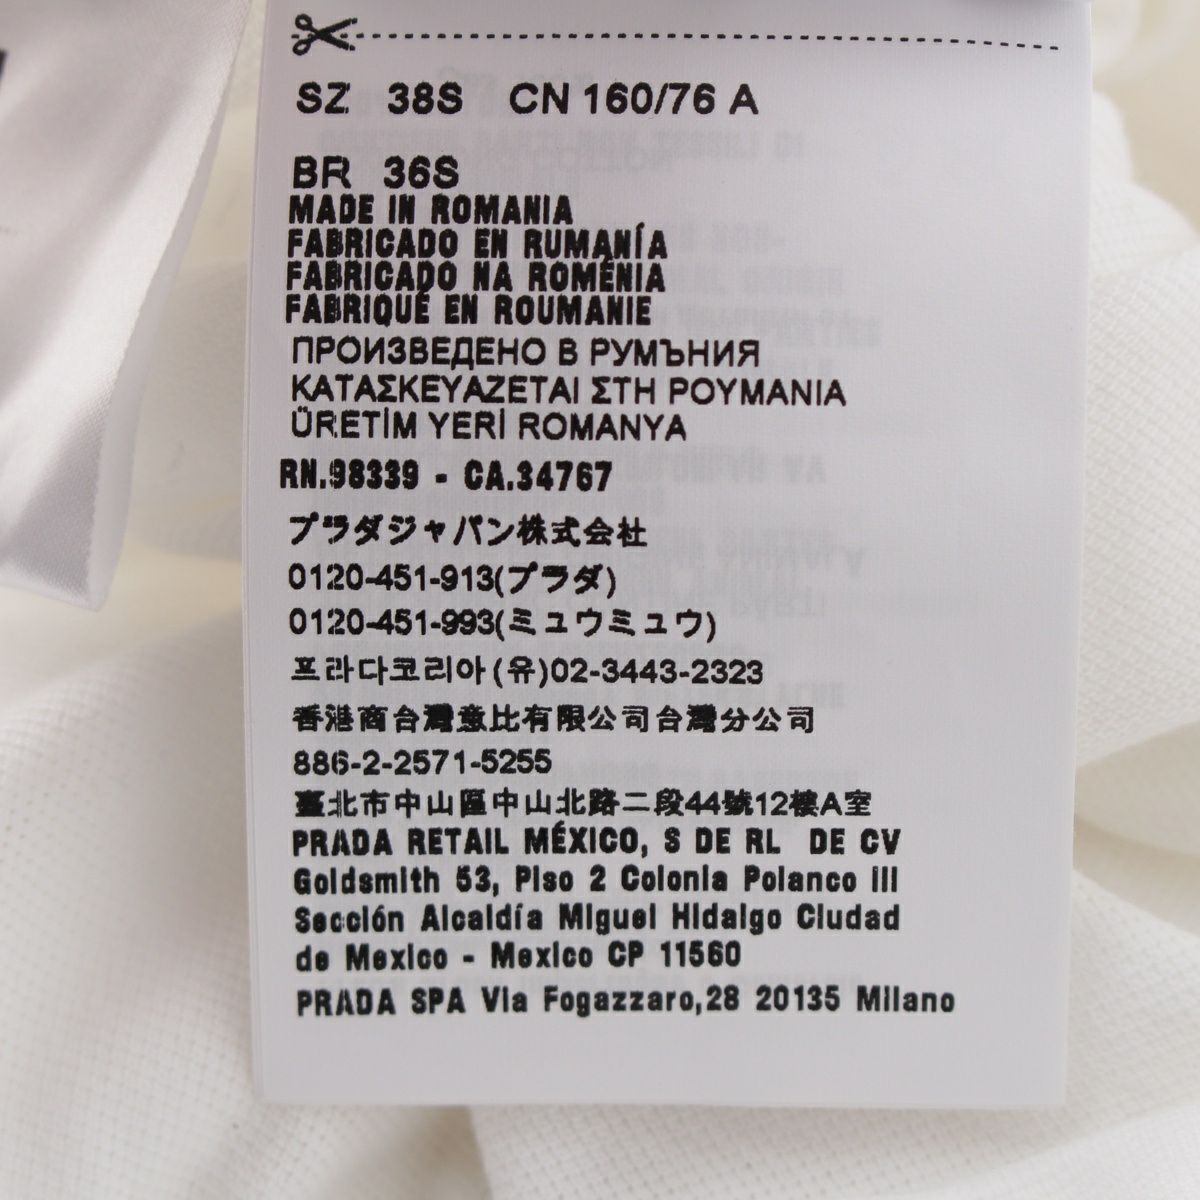 SZ 38S CN 160/76 A
BR 36S
MADE IN ROMANIA
FABRICADO EN RUMANÍA
FABRICADO NA ROMÉNIA
FABRIQUÉ EN ROUMANIE
ПРОИЗВЕДЕНО В РУМЪНИЯ
ΚΑΤΑΣΚΕΥΑΖΕΤΑΙ ΣΤΗ ΡΟΥΜΑΝΙΑ
ÜRETİM YERİ ROMANYA
RN.98339 - CA.34767
プラダジャパン株式会社
0120-451-913(プラダ)
0120-451-993(ミュウミュウ)
프라다코리아(유)02-3443-2323
香港商台灣意比有限公司台灣分公司
886-2-2571-5255
臺北市中山區中山北路二段44號12樓A室
PRADA RETAIL MÉXICO, S DE RL DE CV
Goldsmith 53, Piso 2 Colonia Polanco III
Sección Alcaldía Miguel Hidalgo Ciudad
de Mexico - Mexico CP 11560
PRADA SPA Via Fogazzaro,28 20135 Milano